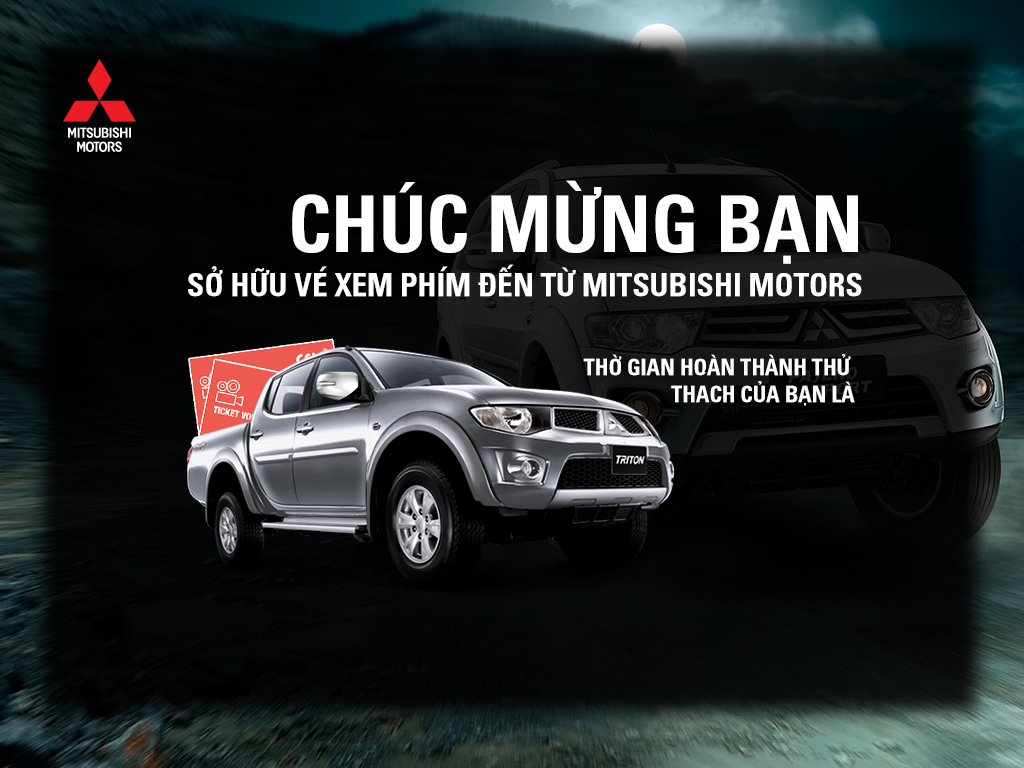 MITSUBISHI
MOTORS
CHÚC MỪNG BẠN
SỞ HỮU VÉ XEM PHÍM ĐẾN TỪ MITSUBISHI MOTORS
THỜ GIAN HOÀN THÀNH THỬ
THACH CỦA BẠN LÀ
TICKET
TRITON
PAJERO